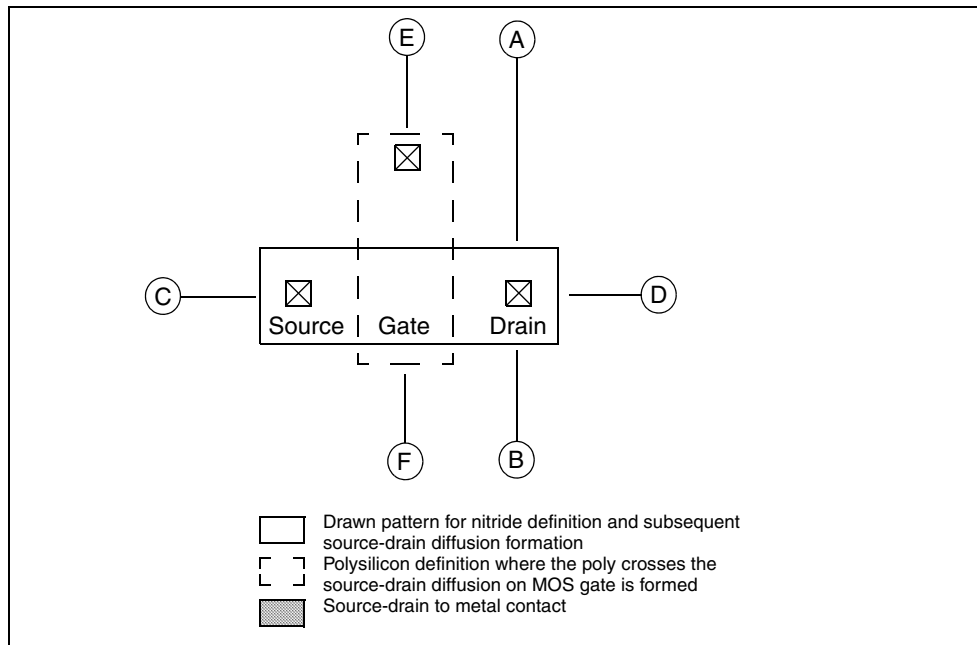 E
A
C
D
Source
Gate
Drain
F
B
Drawn pattern for nitride definition and subsequent
source-drain diffusion formation
Polysilicon definition where the poly crosses the
source-drain diffusion on MOS gate is formed
Source-drain to metal contact